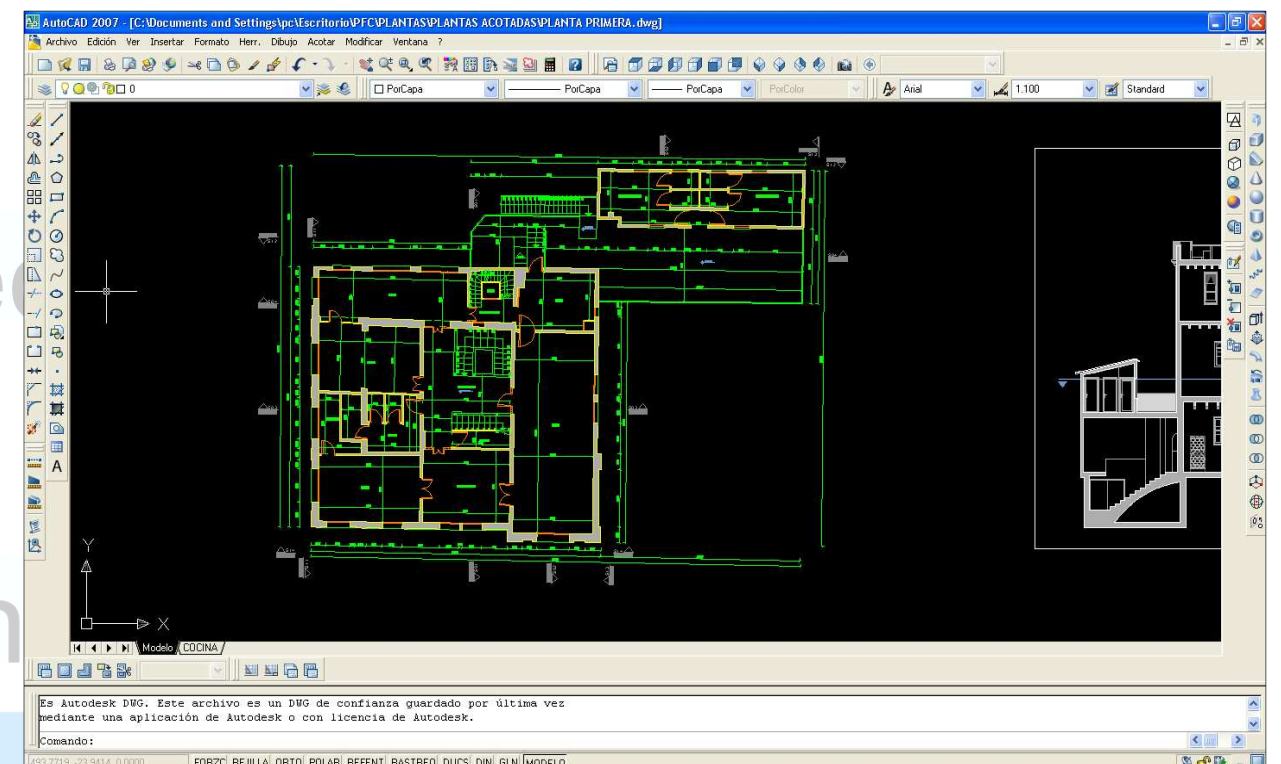 AutoCAD 2007 - [C:\Documents and Settings\pc\Escritorio\PFC\PLANTAS\PLANTAS ACOTADAS\PLANTA PRIMERA.dwg]
Archivo Edición Ver Insertar Formato Herr. Dibujo Acotar Modificar Ventana ?
0 PorCapa PorCapa PorCapa PorColor Arial 1.100 Standard
Y
X
Modelo COCINA
Es Autodesk DWG. Este archivo es un DWG de confianza guardado por última vez
mediante una aplicación de Autodesk o con licencia de Autodesk.
Comando:
FORZC REJILLA ORTO POLAR REFENT RASTREO DUCS DIN GLN MODELO